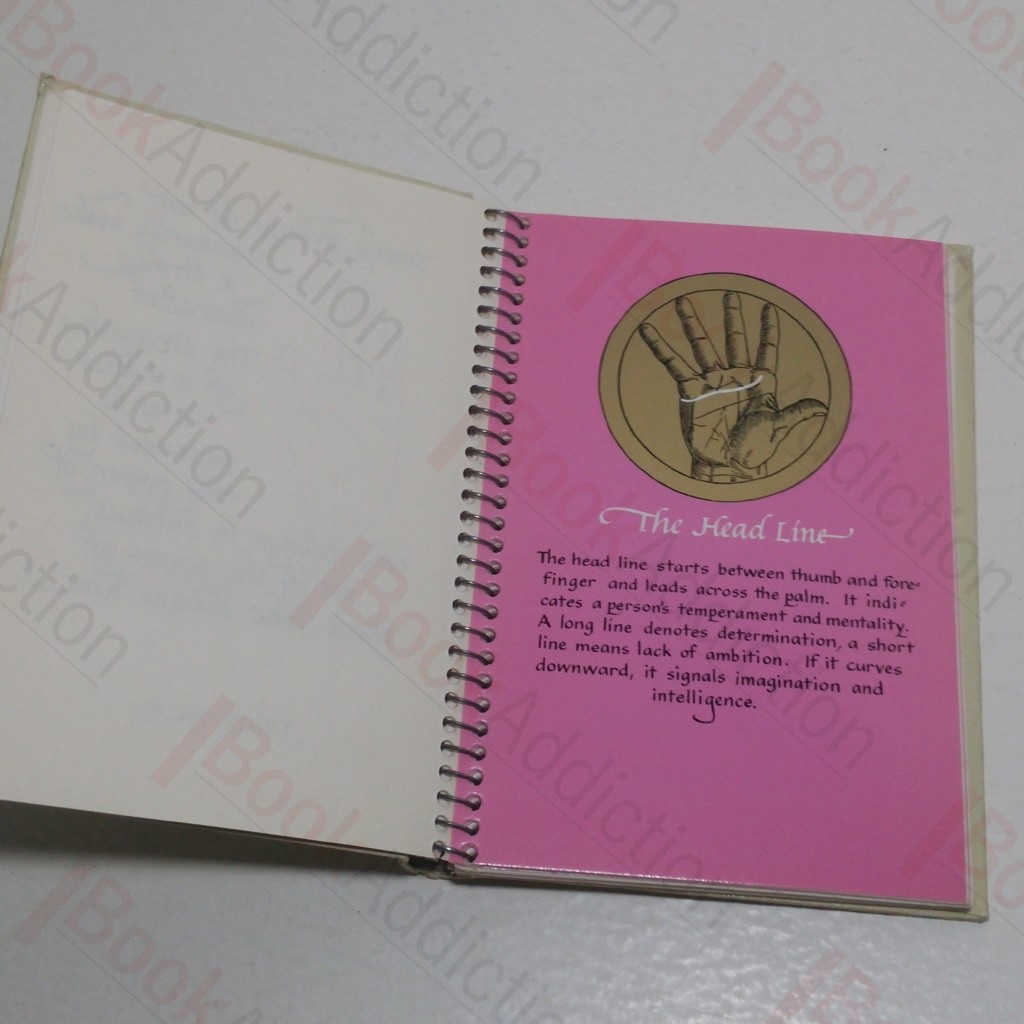 The Head Line
The head line starts between thumb and fore-
finger and leads across the palm. It indi-
cates a person's temperament and mentality.
A long line denotes determination, a short
line means lack of ambition. If it curves
downward, it signals imagination and
intelligence.
BookAddiction